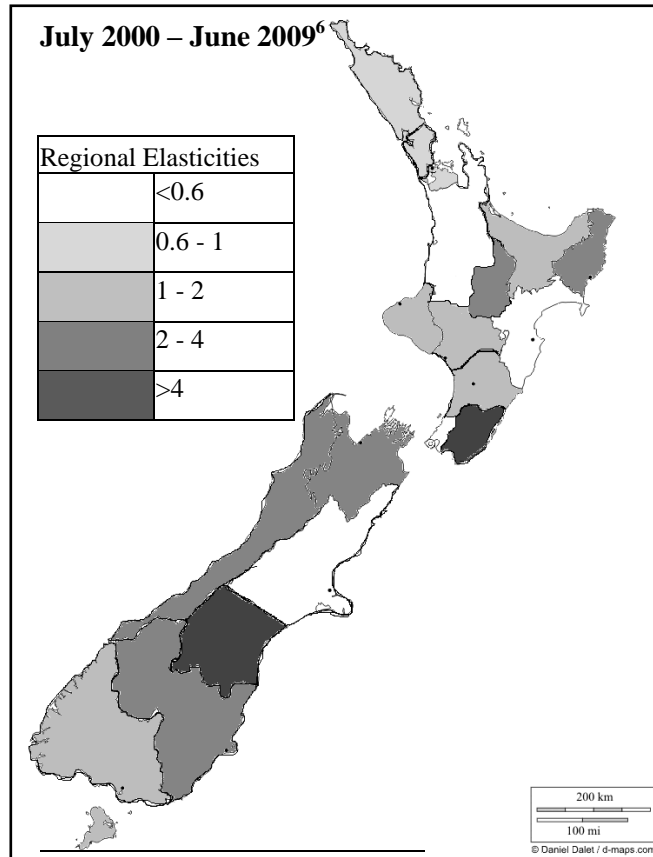 July 2000 – June 2009⁶
Regional Elasticities
<0.6
0.6 - 1
1 - 2
2 - 4
>4
200 km
100 mi
© Daniel Dalet / d-maps.com